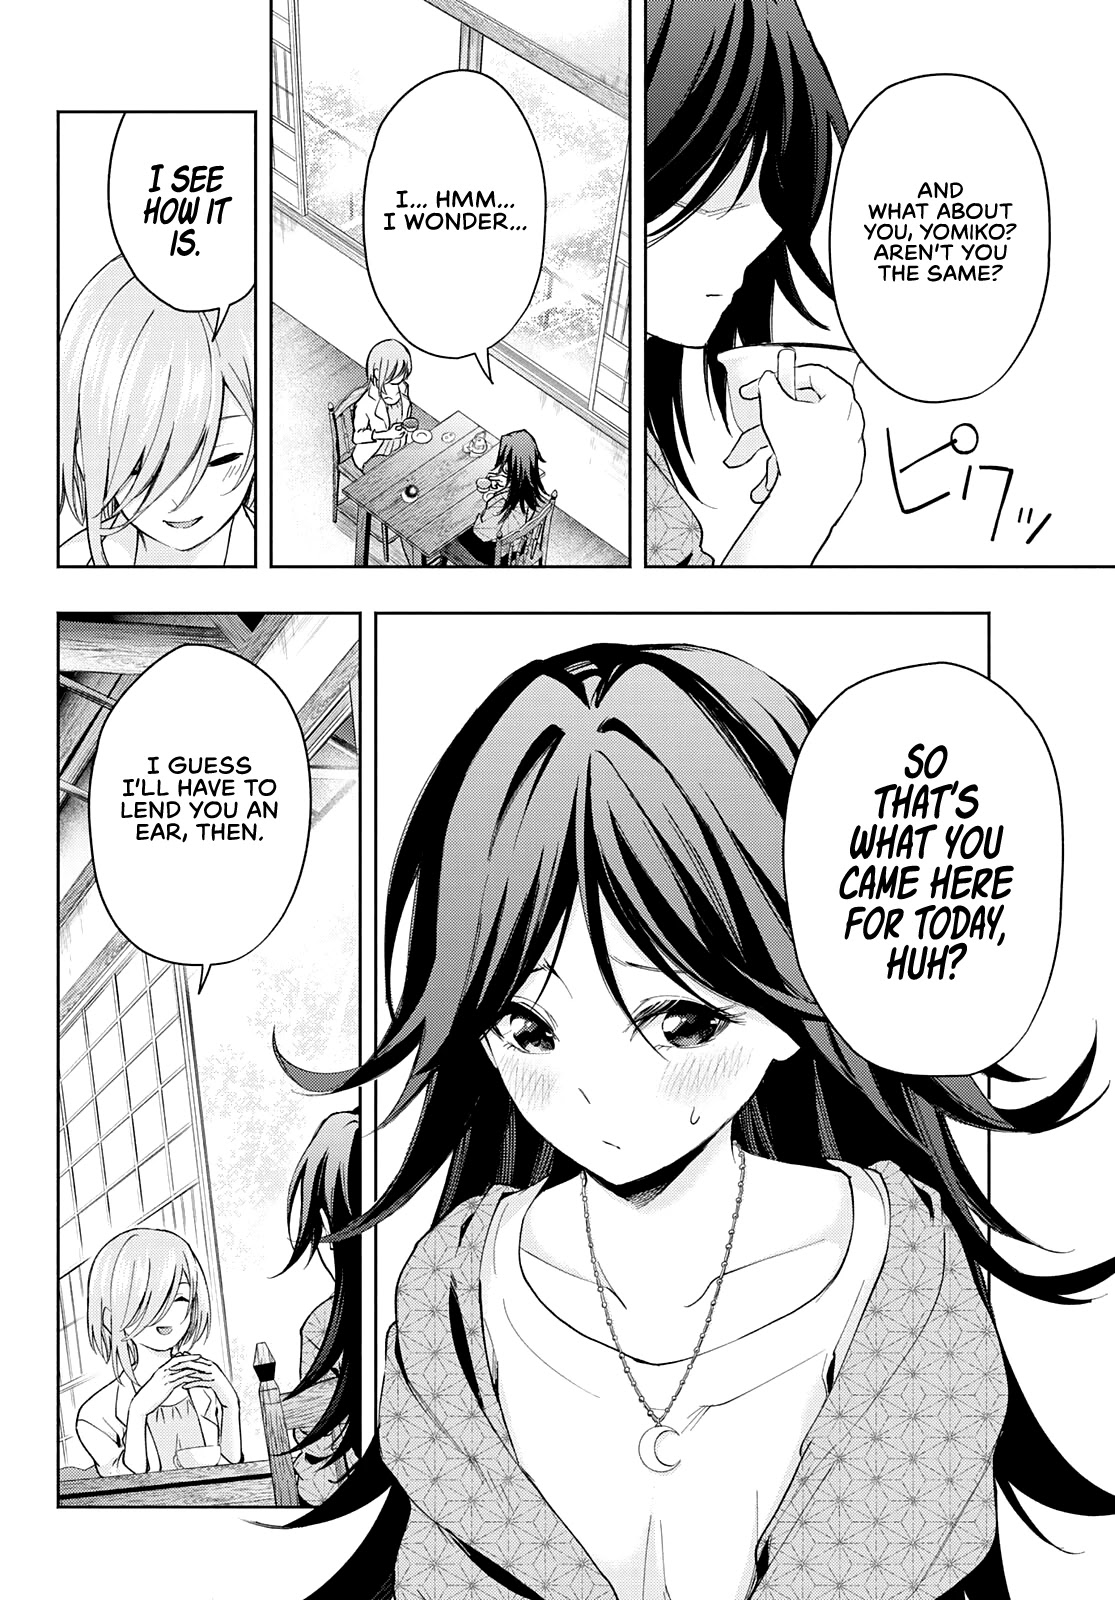 AND
WHAT ABOUT
YOU, YOMIKO?
AREN'T YOU
THE SAME?
ピクッ
I... HMM...
I WONDER...
I SEE
HOW IT
IS.
SO
THAT'S
WHAT YOU
CAME HERE
FOR TODAY,
HUH?
I GUESS
I'LL HAVE TO
LEND YOU AN
EAR, THEN.